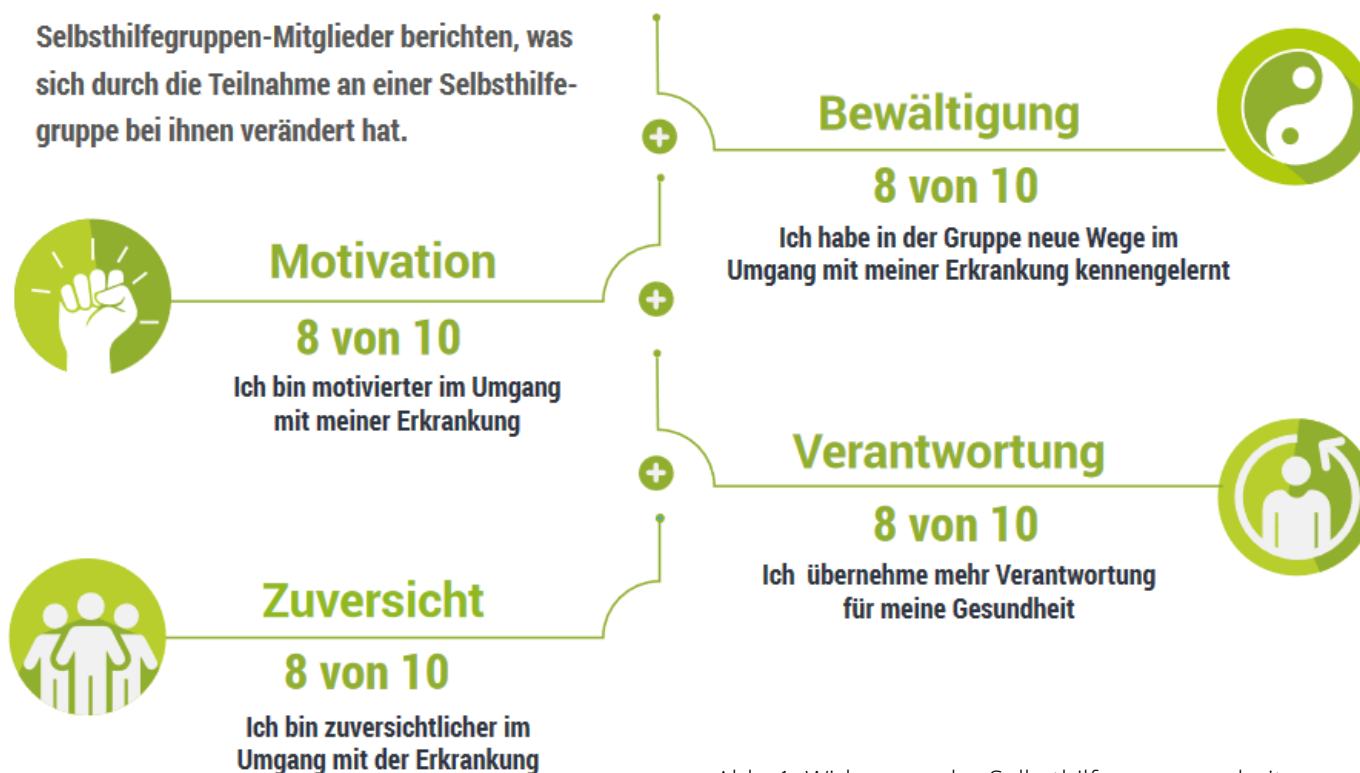 Selbsthilfegruppen-Mitglieder berichten, was
sich durch die Teilnahme an einer Selbsthilfe-
gruppe bei ihnen verändert hat.
Bewältigung
8 von 10
Ich habe in der Gruppe neue Wege im
Umgang mit meiner Erkrankung kennengelernt
Motivation
8 von 10
Ich bin motivierter im Umgang
mit meiner Erkrankung
Verantwortung
8 von 10
Ich übernehme mehr Verantwortung
für meine Gesundheit
Zuversicht
8 von 10
Ich bin zuversichtlicher im
Umgang mit der Erkrankung